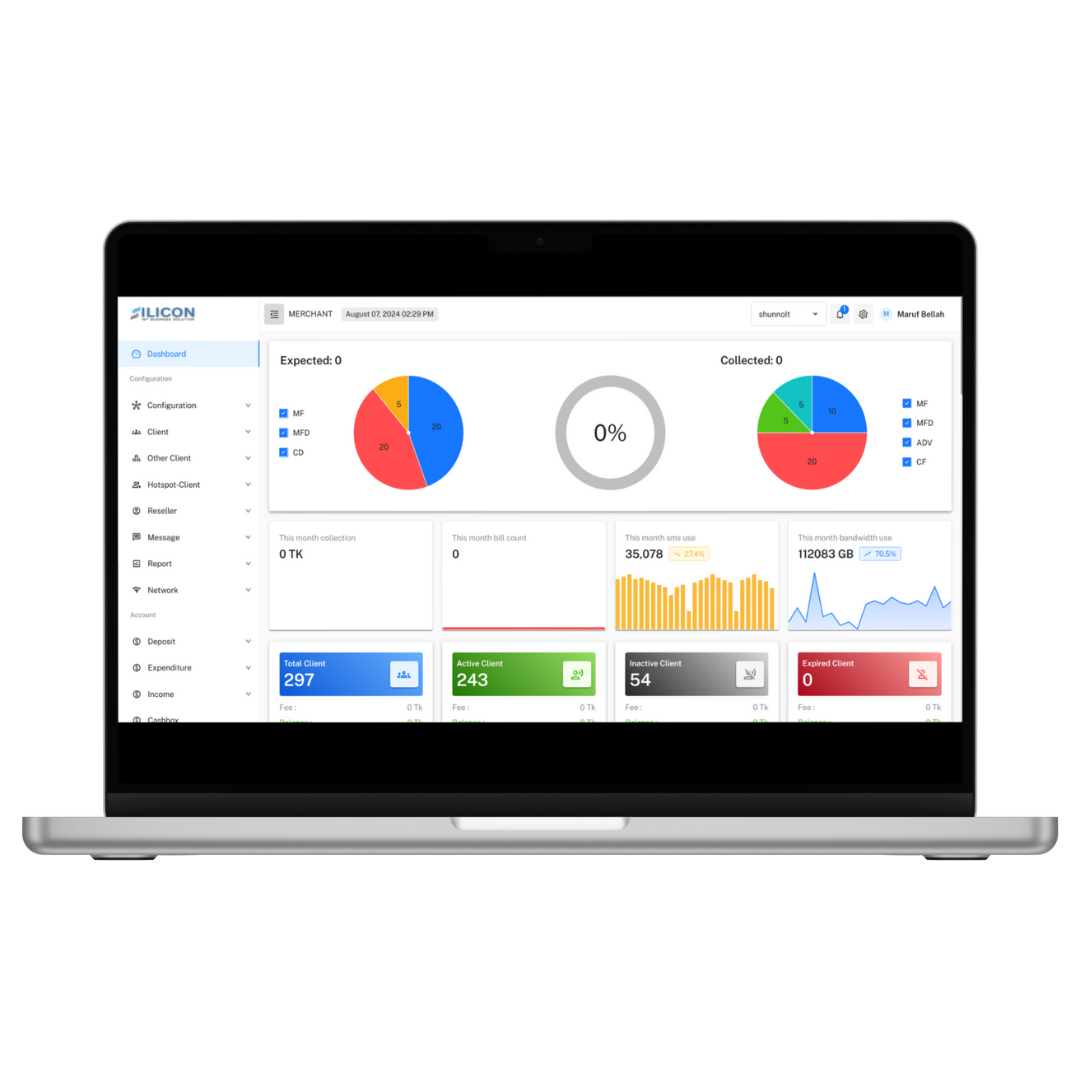 SILICON
ISP BUSINESS SOLUTION
MERCHANT
August 07, 2024 02:29 PM
shunnoIt
1
M
Maruf Bellah
Dashboard
Configuration
Configuration
Client
Other Client
Hotspot-Client
Reseller
Message
Report
Network
Account
Deposit
Expenditure
Income
Cashbox
Expected: 0
MF
MFD
CD
5
20
20
0%
Collected: 0
5
10
5
20
MF
MFD
ADV
CF
This month collection
0 TK
This month bill count
0
This month sms use
35,078 27.4%
This month bandwidth use
112083 GB 70.5%
Total Client
297
Fee : 0 Tk
Balance : 0 Tk
Active Client
243
Fee : 0 Tk
Balance : 0 Tk
Inactive Client
54
Fee : 0 Tk
Balance : 0 Tk
Expired Client
0
Fee : 0 Tk
Balance : 0 Tk